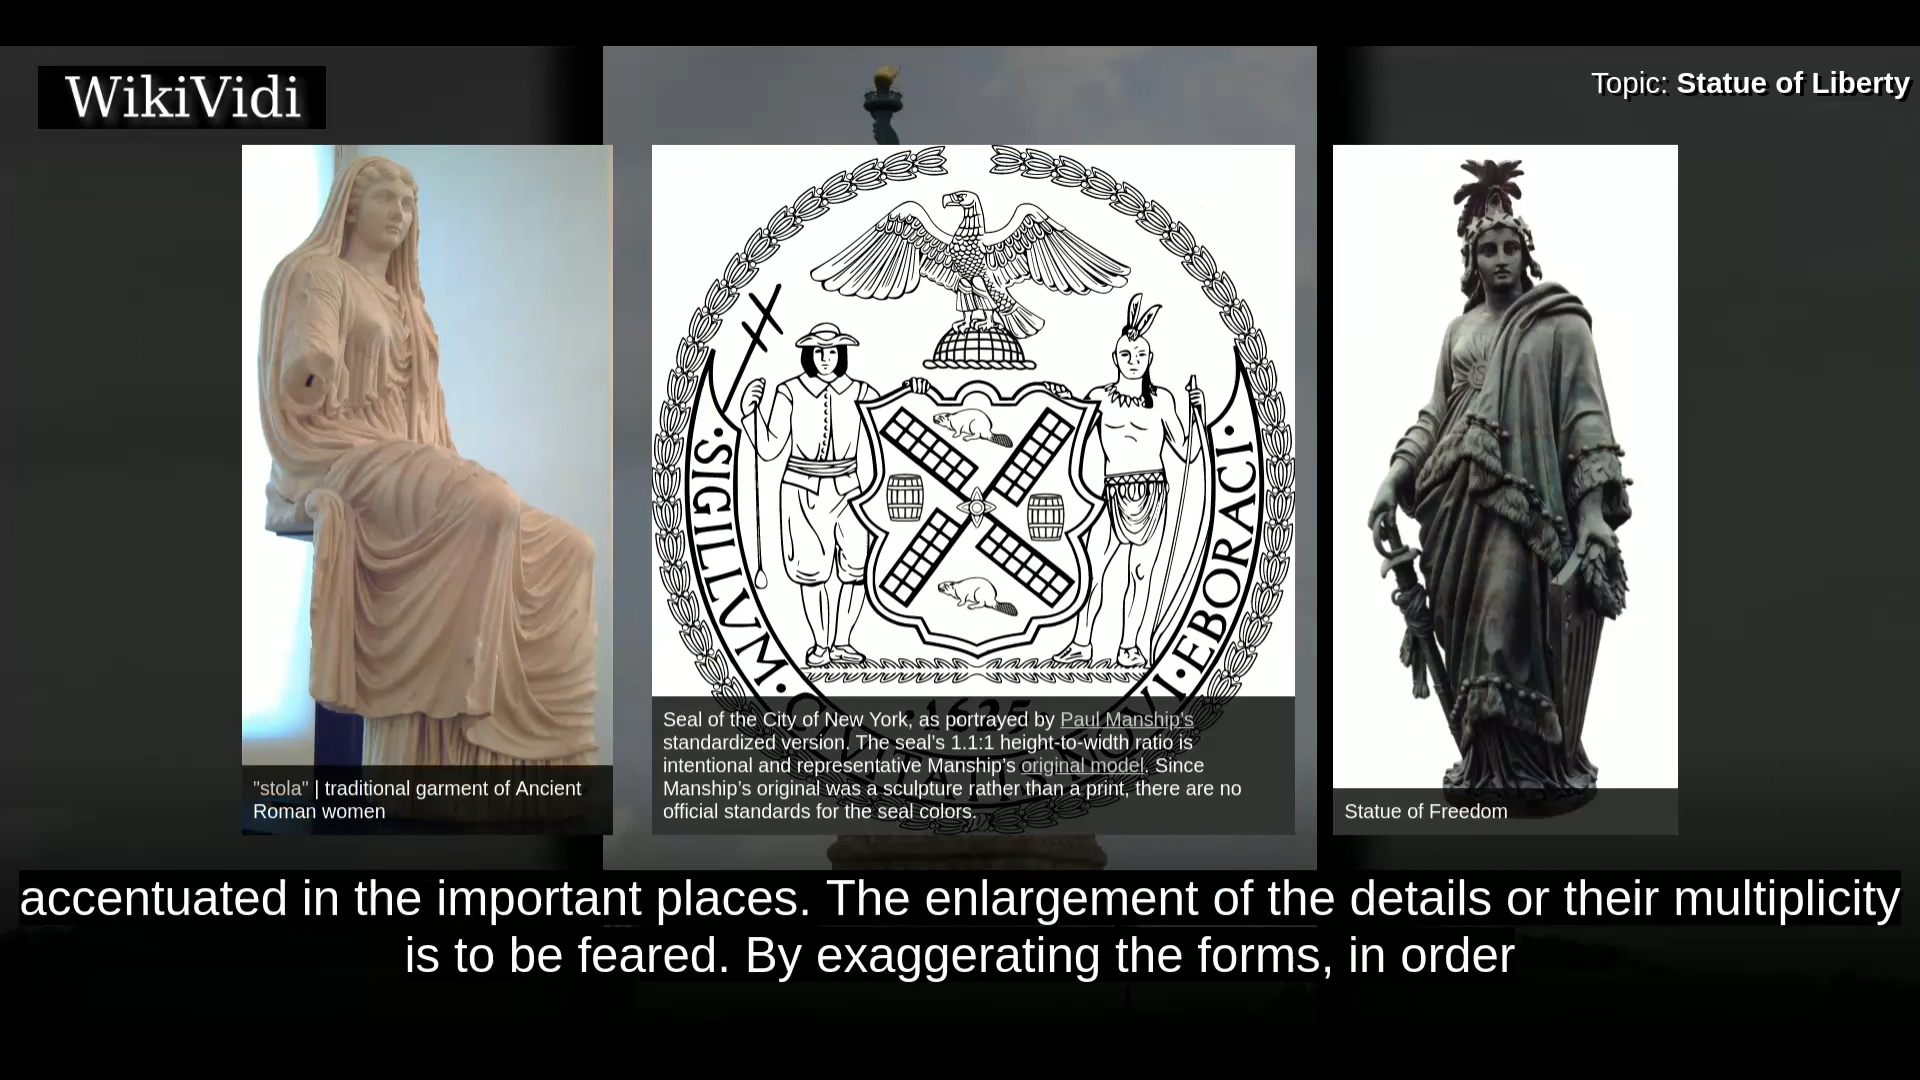 WikiVidi
Topic: Statue of Liberty
·SIGILLVM·CIVITATIS NOVI·EBORACI·
1625
"stola" | traditional garment of Ancient
Roman women
Seal of the City of New York, as portrayed by Paul Manship's
standardized version. The seal's 1.1:1 height-to-width ratio is
intentional and representative Manship's original model. Since
Manship's original was a sculpture rather than a print, there are no
official standards for the seal colors.
Statue of Freedom
accentuated in the important places. The enlargement of the details or their multiplicity
is to be feared. By exaggerating the forms, in order